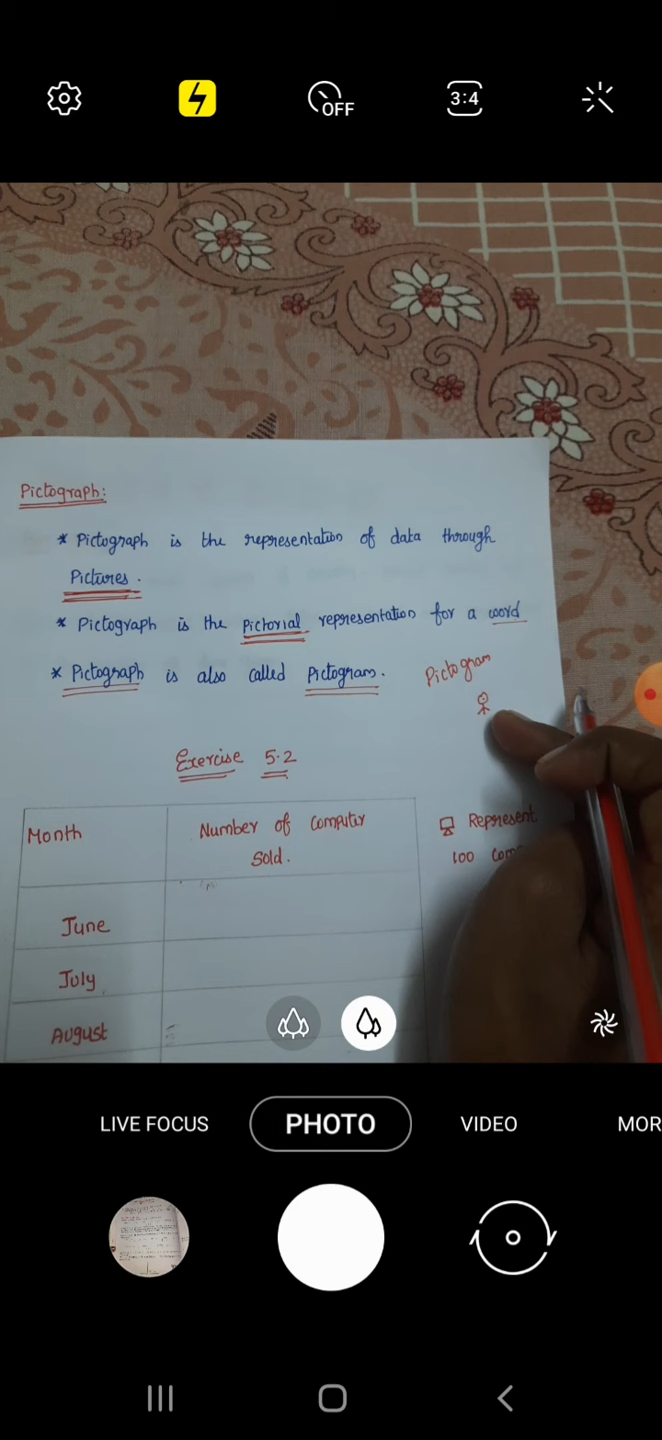 OFF
3:4
Pictograph:
* Pictograph is the representation of data through
Pictures.
* Pictograph is the Pictorial representation for a word
* Pictograph is also called Pictogram.
Pictogram
Exercise 5.2
Month
Number of Computer
Sold.
Represent
100
June
July
August
LIVE FOCUS
PHOTO
VIDEO
MOR